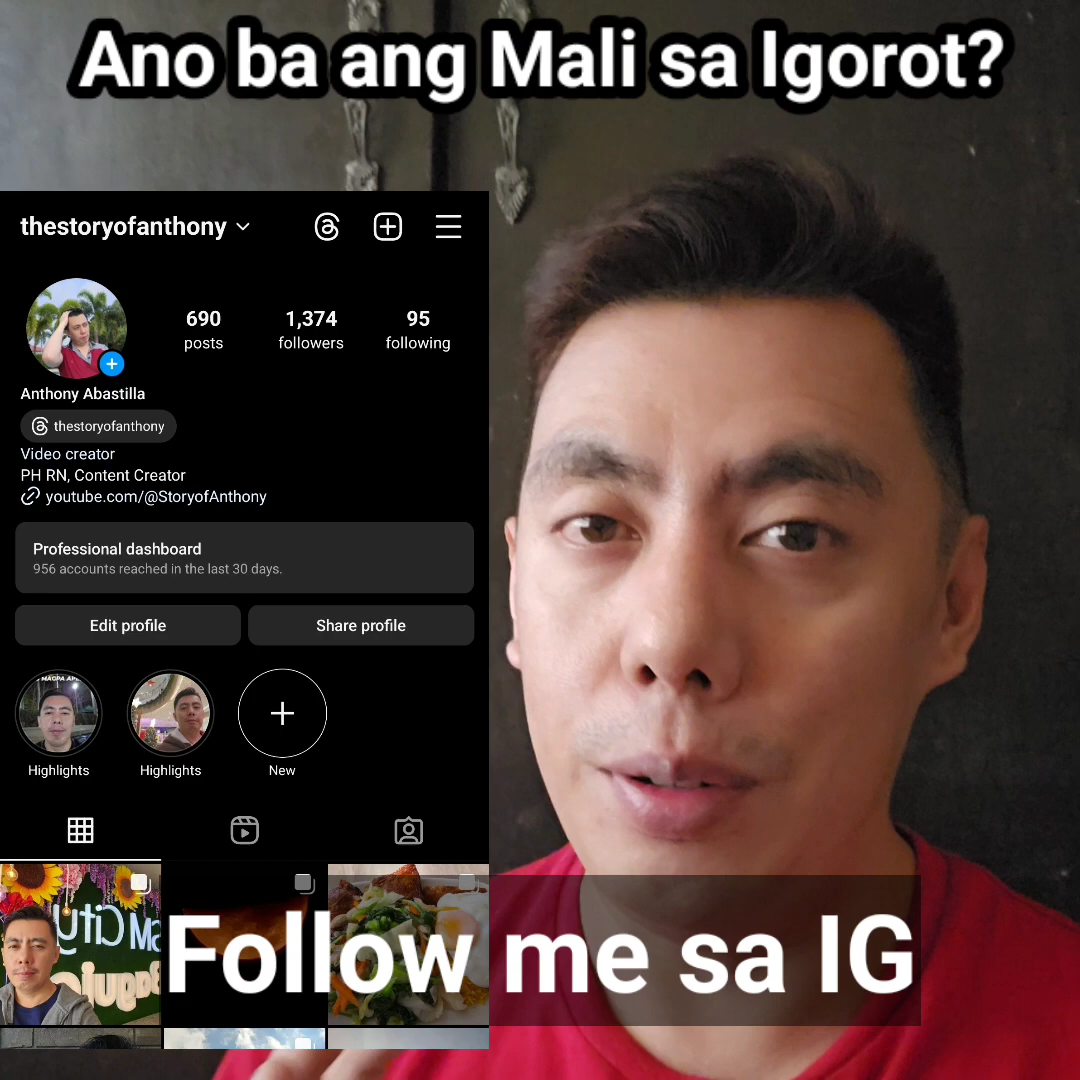 Ano ba ang Mali sa Igorot?
thestoryofanthony
690
1,374
95
posts
followers
following
Anthony Abastilla
thestoryofanthony
Video creator
PH RN, Content Creator
youtube.com/@StoryofAnthony
Professional dashboard
956 accounts reached in the last 30 days.
Edit profile
Share profile
Highlights
Highlights
New
Follow me sa IG